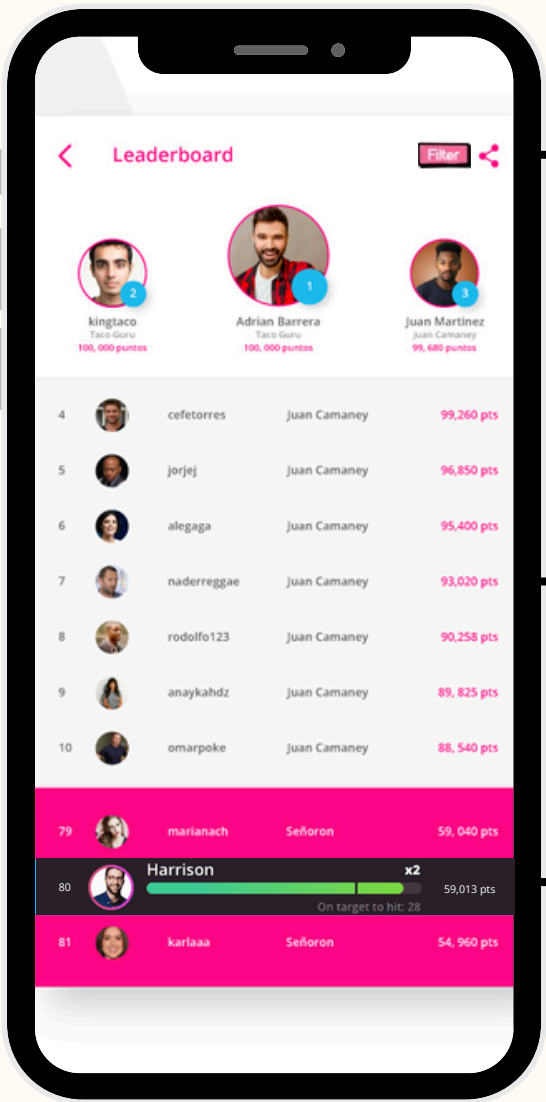 Leaderboard Filter
2 1 3
kingtaco Adrian Barrera Juan Martinez
Taco Guru Taco Guru Juan Camaney
100, 000 puntos 100, 000 puntos 99, 680 puntos
4 cefetorres Juan Camaney 99,260 pts
5 jorjej Juan Camaney 96,850 pts
6 alegaga Juan Camaney 95,400 pts
7 naderreggae Juan Camaney 93,020 pts
8 rodolfo123 Juan Camaney 90,258 pts
9 anaykahdz Juan Camaney 89, 825 pts
10 omarpoke Juan Camaney 88, 540 pts
79 marianach Señoron 59, 040 pts
Harrison x2
80 59,013 pts
On target to hit: 28
81 karlaaa Señoron 54, 960 pts